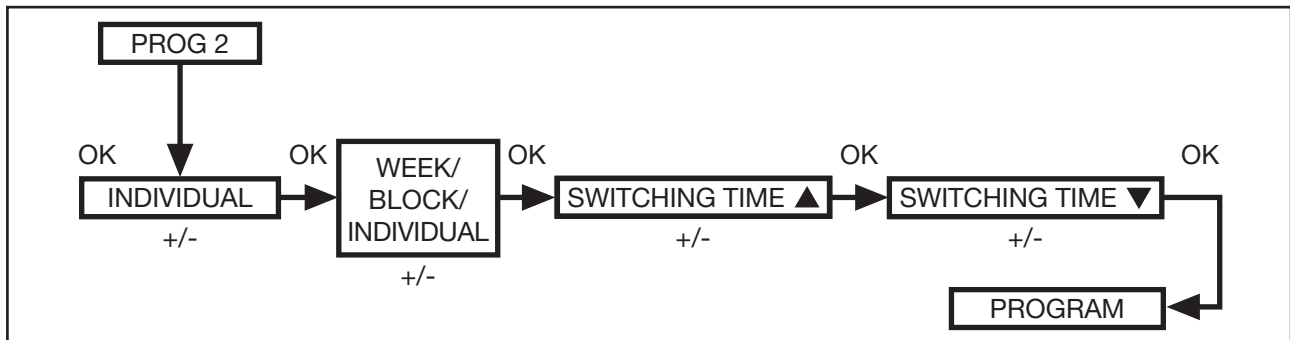 PROG 2
OK
OK
OK
OK
OK
INDIVIDUAL
WEEK/
BLOCK/
INDIVIDUAL
SWITCHING TIME ▲
SWITCHING TIME ▼
+/-
+/-
+/-
+/-
PROGRAM